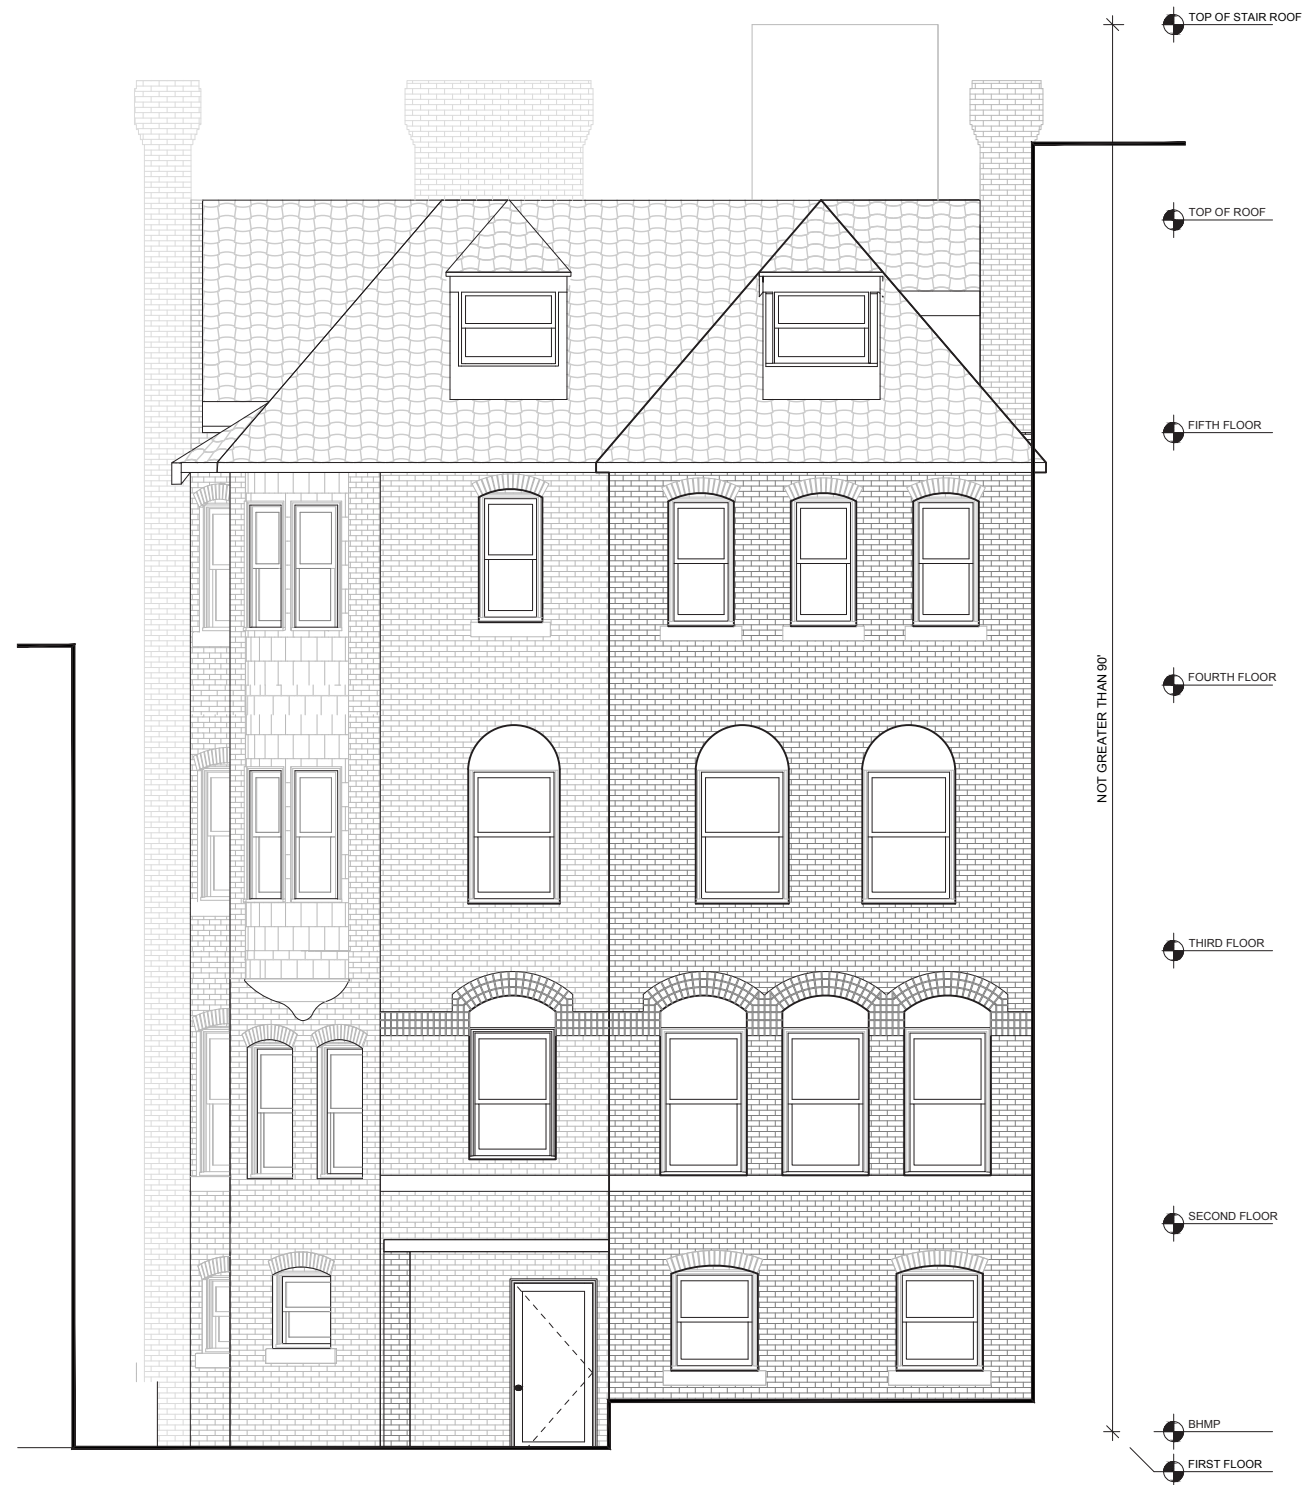 TOP OF STAIR ROOF
TOP OF ROOF
FIFTH FLOOR
FOURTH FLOOR
NOT GREATER THAN 90'
THIRD FLOOR
SECOND FLOOR
BHMP
FIRST FLOOR